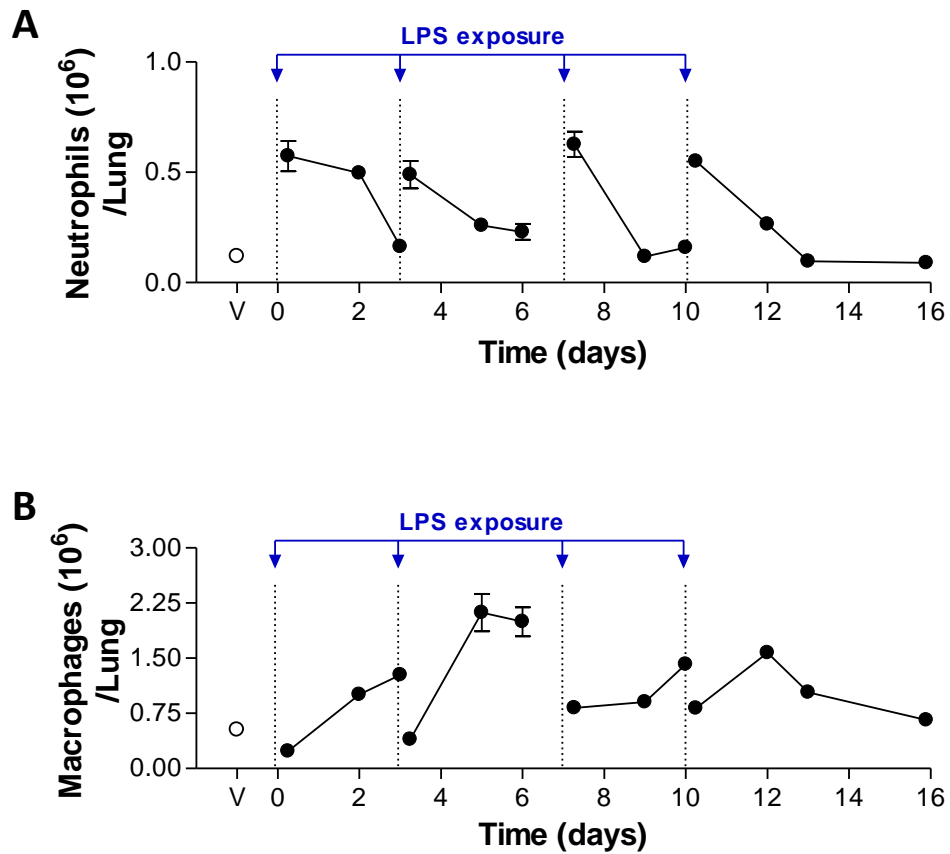 A
LPS exposure
Neutrophils (10⁶)
/Lung
1.0
0.5
0.0
V 0 2 4 6 8 10 12 14 16
Time (days)
B
LPS exposure
Macrophages (10⁶)
/Lung
3.00
2.25
1.50
0.75
0.00
V 0 2 4 6 8 10 12 14 16
Time (days)